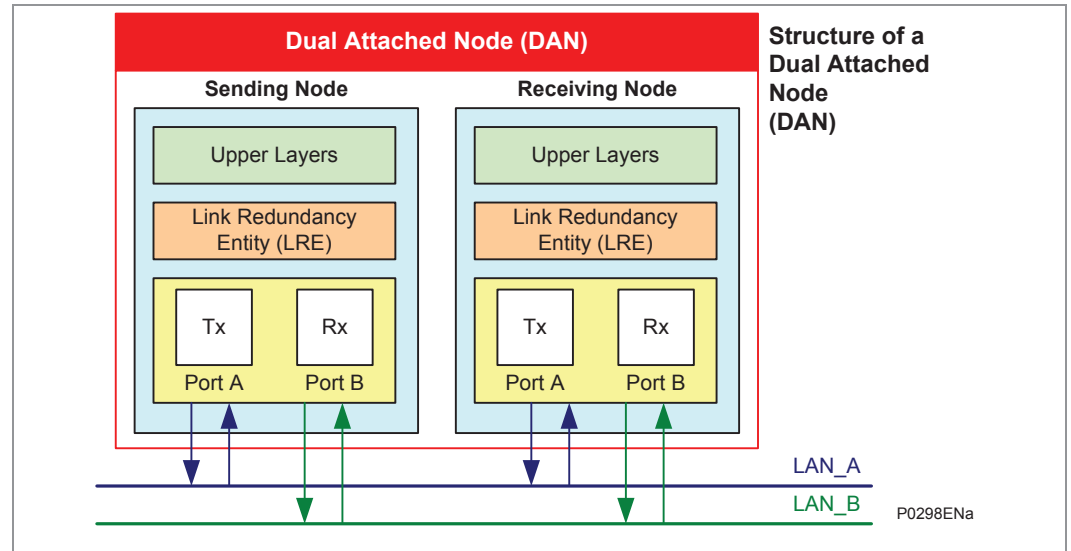 Dual Attached Node (DAN)
Structure of a
Dual Attached
Node
(DAN)
Sending Node
Receiving Node
Upper Layers
Upper Layers
Link Redundancy
Entity (LRE)
Link Redundancy
Entity (LRE)
Tx
Rx
Tx
Rx
Port A
Port B
Port A
Port B
LAN_A
LAN_B
P0298ENa